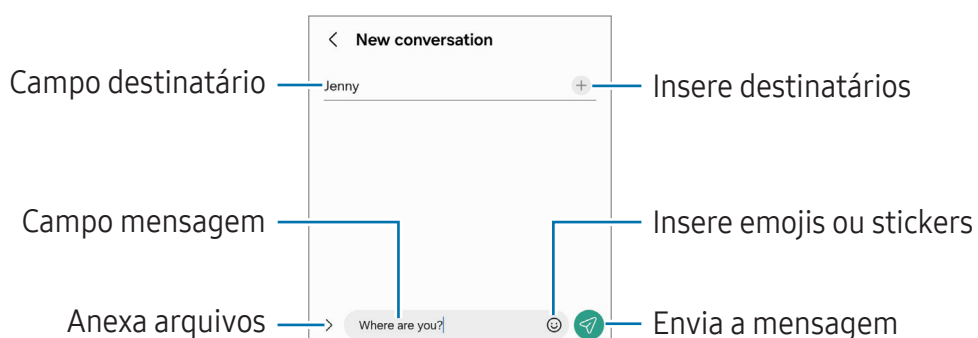 New conversation
Campo destinatário
Jenny
Insere destinatários
Campo mensagem
Insere emojis ou stickers
Anexa arquivos
Where are you?
Envia a mensagem